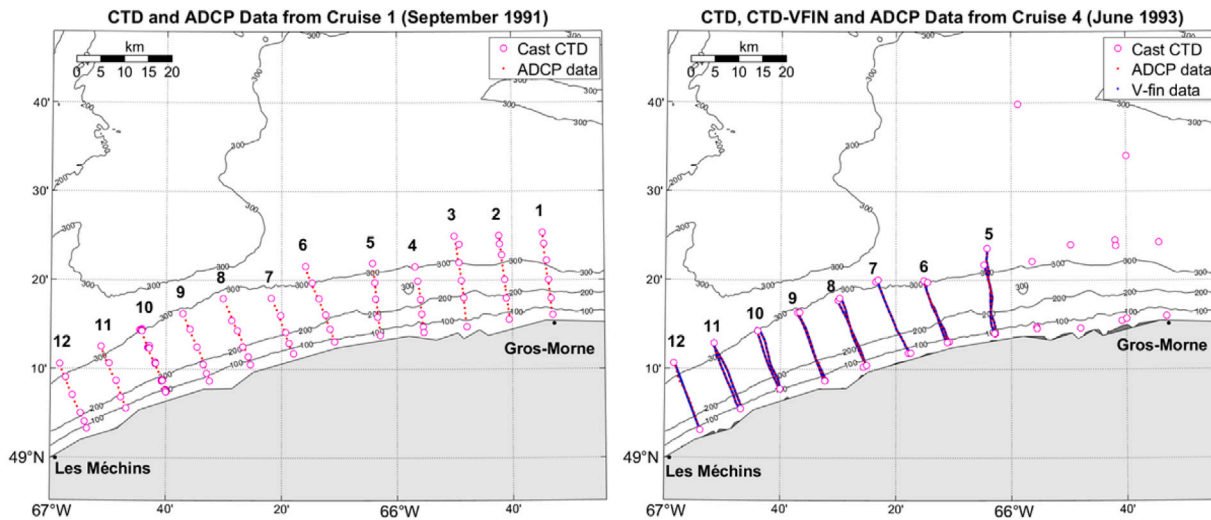 CTD and ADCP Data from Cruise 1 (September 1991)
km
0 5 10 15 20
Cast CTD
ADCP data
300
200
40'
30'
20'
10'
49°N
1
2
3
4
5
6
7
8
9
10
11
12
300
200
100
Gros-Morne
Les Méchins
67°W
40'
20'
66°W
40'
CTD, CTD-VFIN and ADCP Data from Cruise 4 (June 1993)
km
0 5 10 15 20
Cast CTD
ADCP data
V-fin data
300
200
40'
30'
20'
10'
49°N
5
6
7
8
9
10
11
12
300
200
100
Gros-Morne
Les Méchins
67°W
40'
20'
66°W
40'